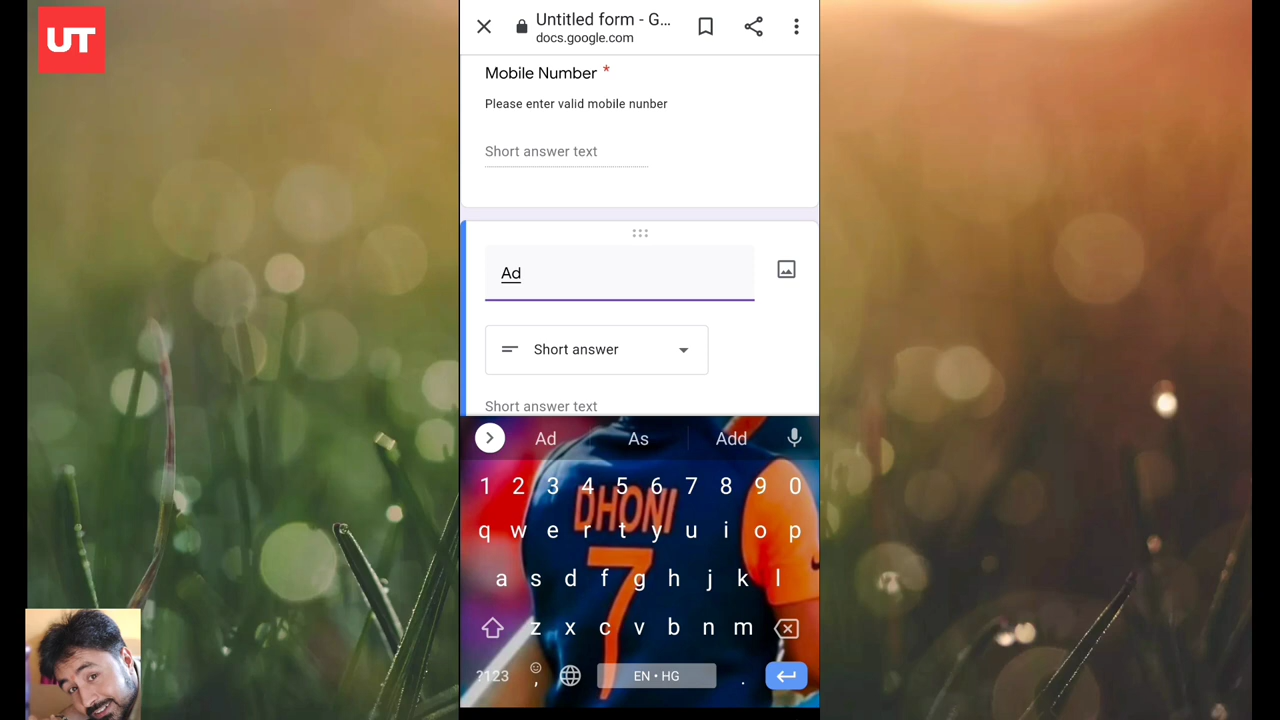 UT
Untitled form - G...
docs.google.com
Mobile Number *
Please enter valid mobile nunber
Short answer text
Ad
Short answer
Short answer text
Ad As Add
1 2 3 4 5 6 7 8 9 0
DHONI
q w e r t y u i o p
7
a s d f g h j k l
z x c v b n m
?123 , EN • HG .